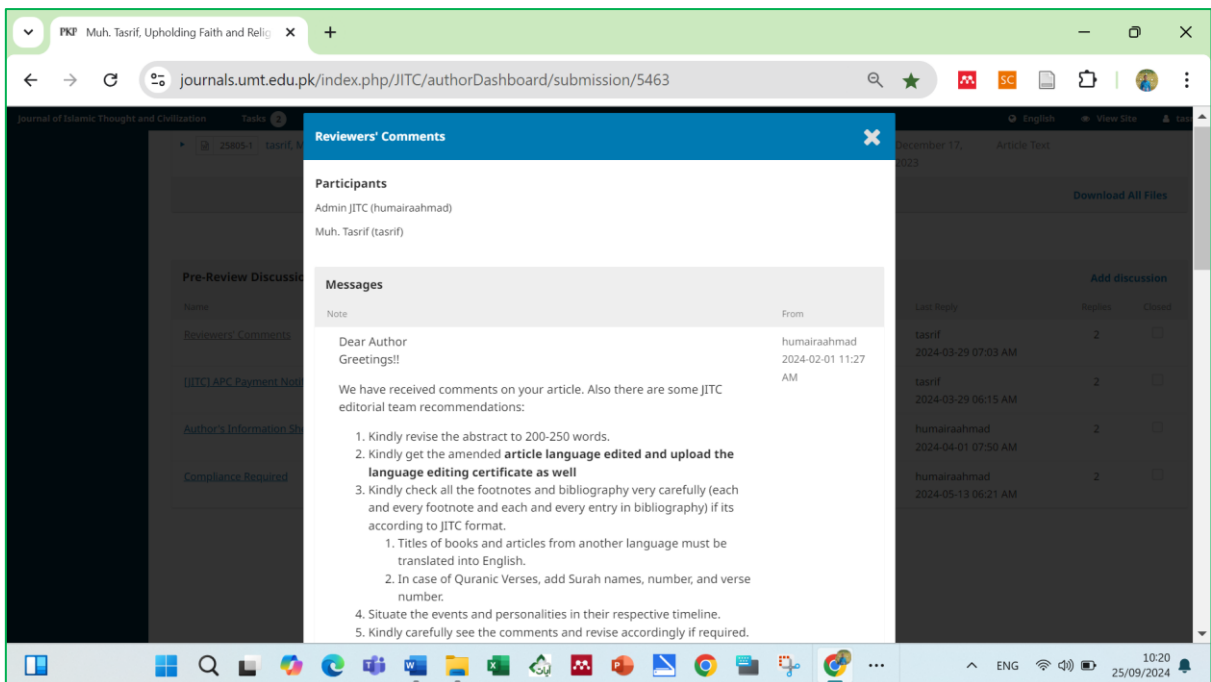 PKP Muh. Tasrif, Upholding Faith and Relig
journals.umt.edu.pk/index.php/JITC/authorDashboard/submission/5463
SC
Journal of Islamic Thought and Civilization Tasks 2 English View Site
25805-1 tasrif, M December 17, 2023 Article Text
Download All Files
Reviewers' Comments
Participants
Admin JITC (humairaahmad)
Muh. Tasrif (tasrif)
Messages
Note From
Dear Author
Greetings!!
humairaahmad
2024-02-01 11:27
AM
We have received comments on your article. Also there are some JITC
editorial team recommendations:
1. Kindly revise the abstract to 200-250 words.
2. Kindly get the amended article language edited and upload the
language editing certificate as well
3. Kindly check all the footnotes and bibliography very carefully (each
and every footnote and each and every entry in bibliography) if its
according to JITC format.
1. Titles of books and articles from another language must be
translated into English.
2. In case of Quranic Verses, add Surah names, number, and verse
number.
4. Situate the events and personalities in their respective timeline.
5. Kindly carefully see the comments and revise accordingly if required.
Pre-Review Discussio Add discussion
Name Last Reply Replies Closed
Reviewers' Comments tasrif 2
2024-03-29 07:03 AM
[JITC] APC Payment Noti tasrif 2
2024-03-29 06:15 AM
Author's Information Sh humairaahmad 2
2024-04-01 07:50 AM
Compliance Required humairaahmad 2
2024-05-13 06:21 AM
ENG 10:20
25/09/2024